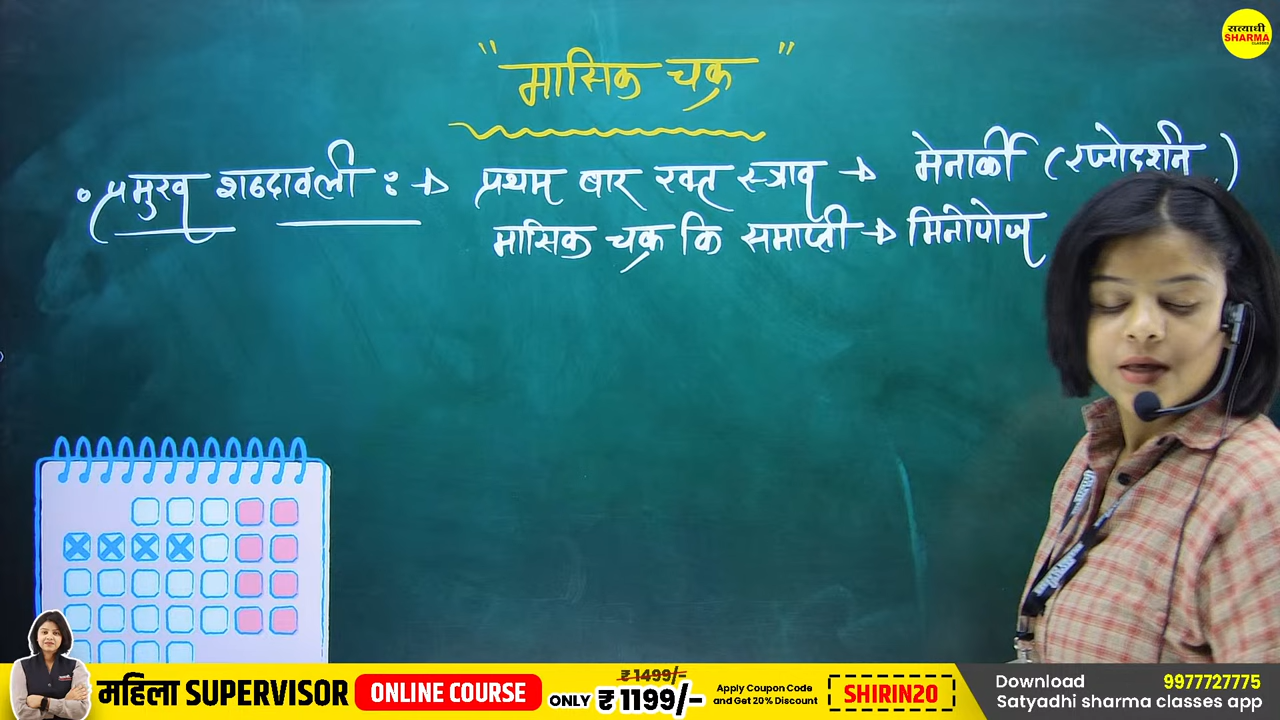 सत्याधी
SHARMA
CLASSES
"मासिक चक्र"
• प्रमुख शब्दावली :→ प्रथम बार रक्त स्त्राव → मेनार्की (रजोदर्शन)
मासिक चक्र कि समाप्ती → मिनोपोज
महिला SUPERVISOR ONLINE COURSE
₹ 1499/-
ONLY ₹ 1199/-
Apply Coupon Code
and Get 20% Discount
SHIRIN20
Download 9977727775
Satyadhi sharma classes app